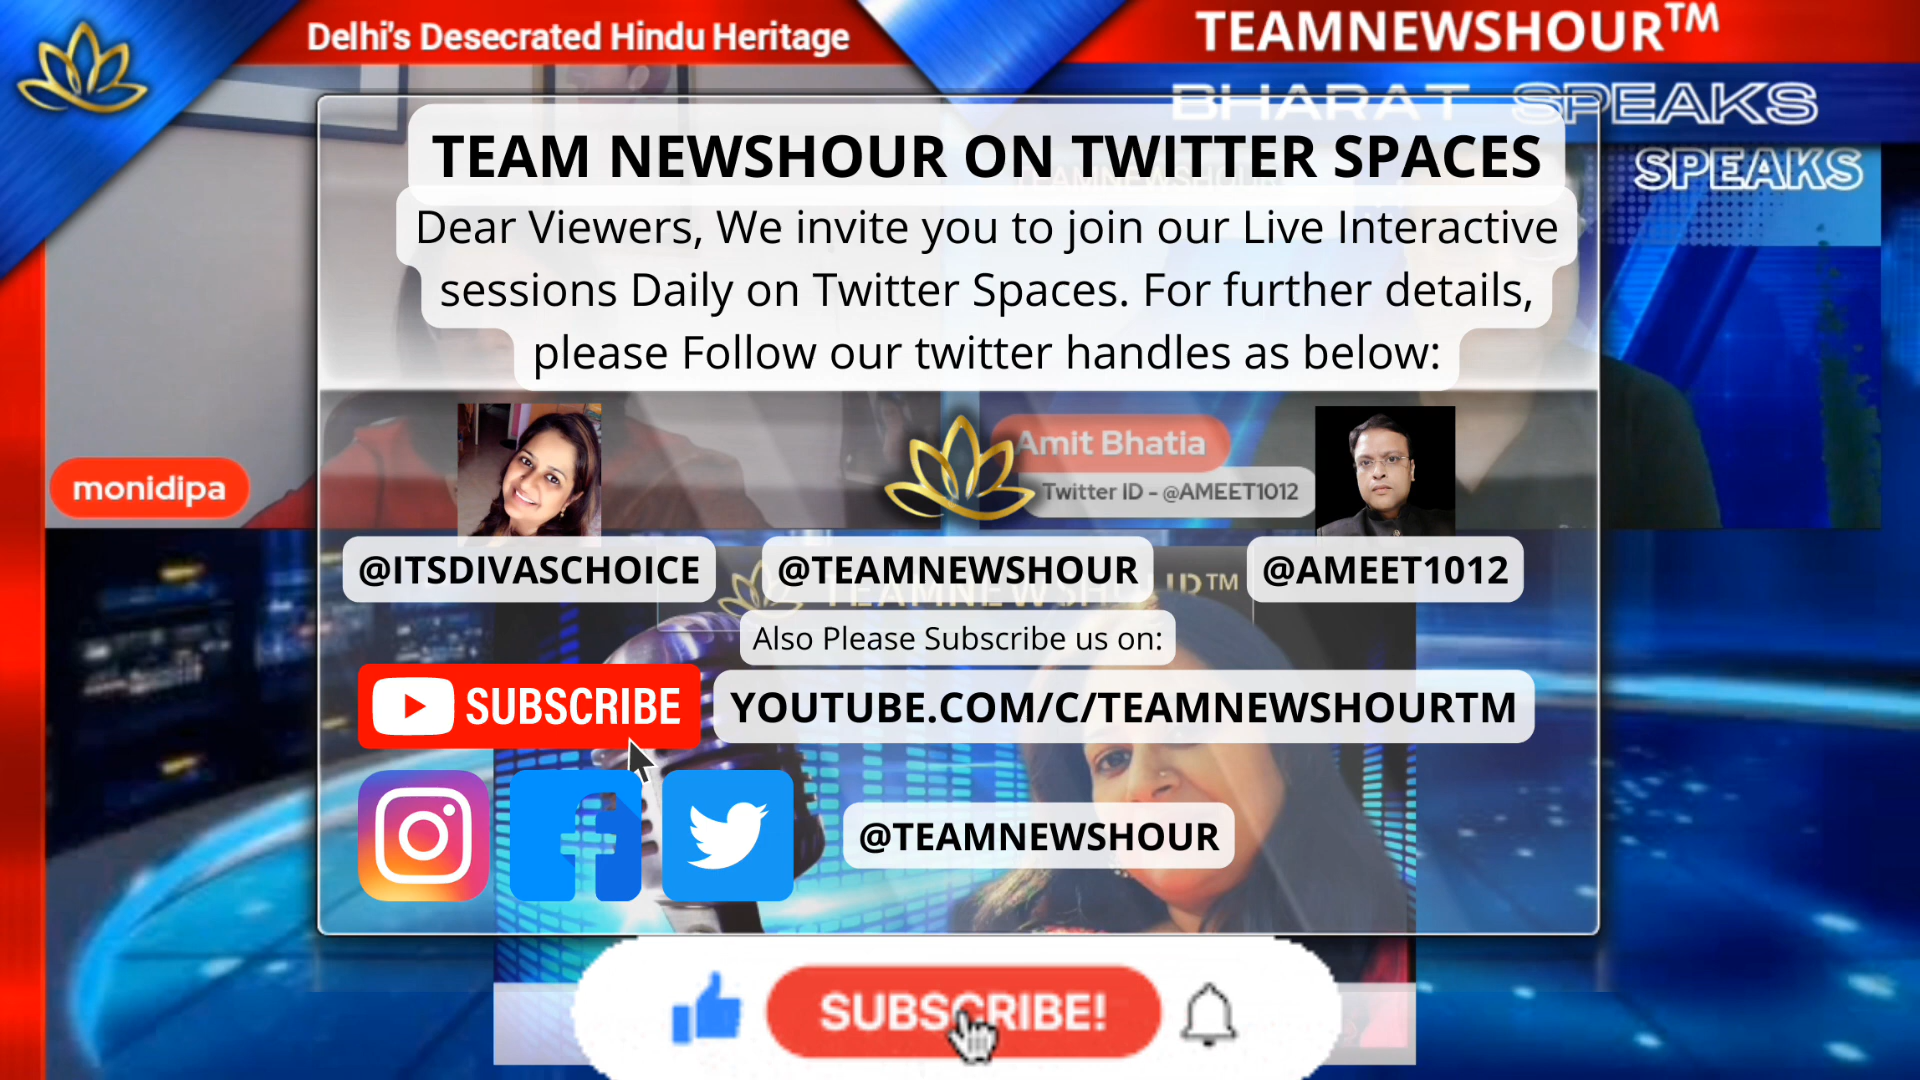 Delhi's Desecrated Hindu Heritage
TEAMNEWSHOUR™
BHARAT SPEAKS
SPEAKS
TEAM NEWSHOUR ON TWITTER SPACES
Dear Viewers, We invite you to join our Live Interactive
sessions Daily on Twitter Spaces. For further details,
please Follow our twitter handles as below:
Amit Bhatia
Twitter ID - @AMEET1012
monidipa
@ITSDIVASCHOICE
@TEAMNEWSHOUR
@AMEET1012
TEAMNEWSHOUR™
Also Please Subscribe us on:
SUBSCRIBE
YOUTUBE.COM/C/TEAMNEWSHOURTM
@TEAMNEWSHOUR
SUBSCRIBE!